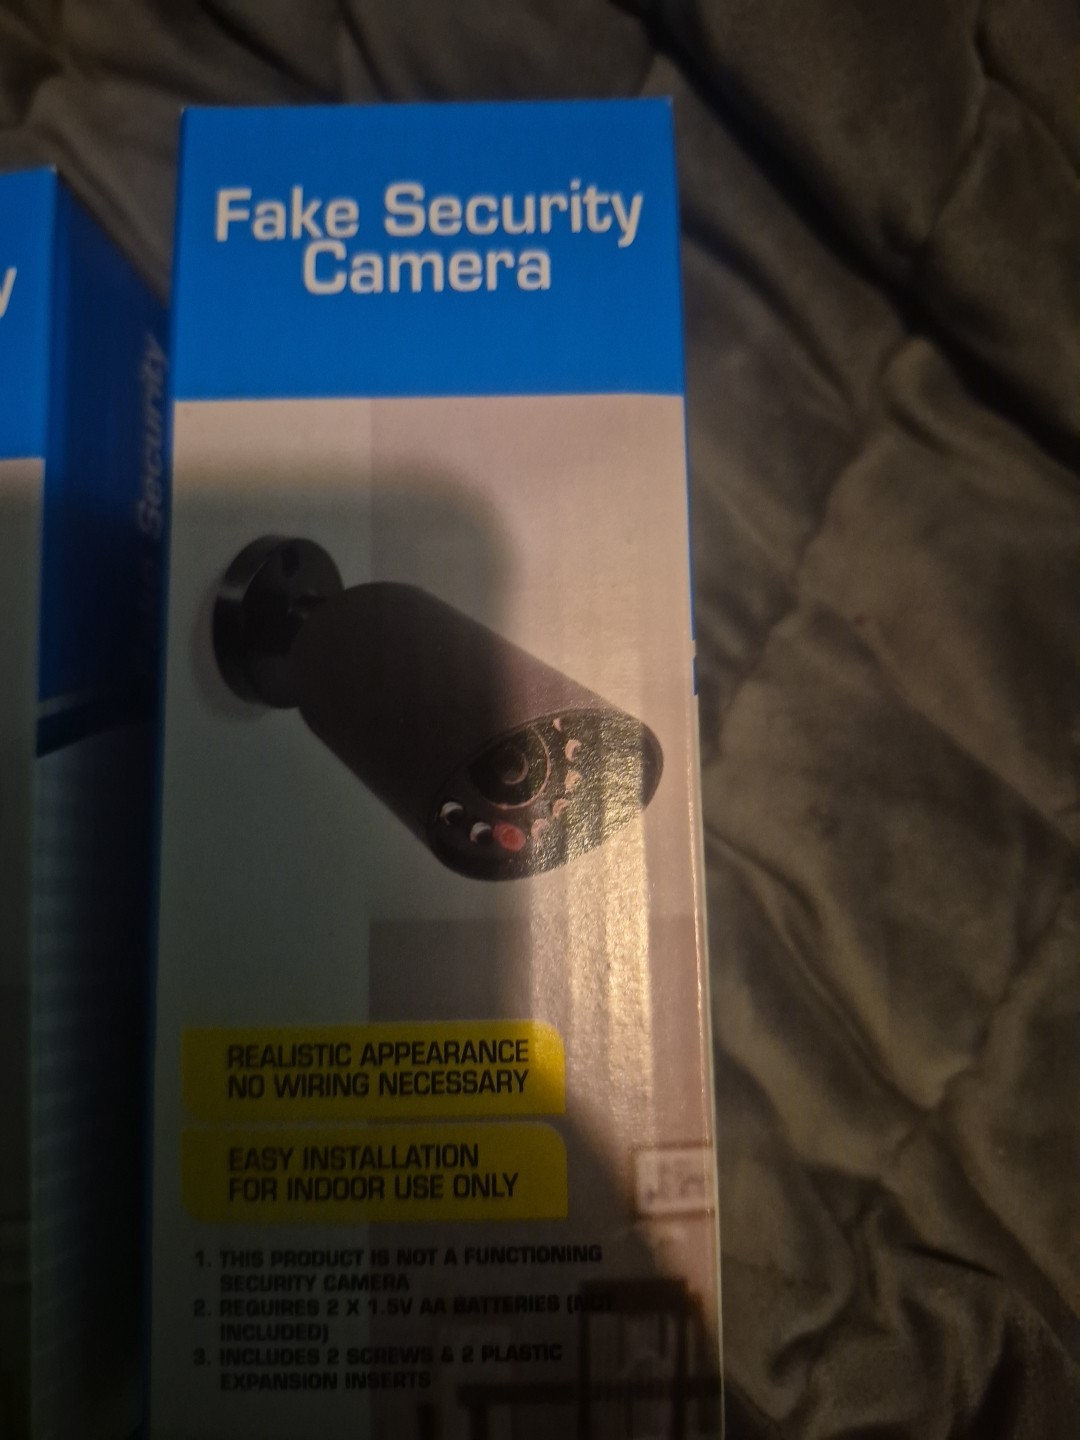 Fake Security
Camera
y
Security
REALISTIC APPEARANCE
NO WIRING NECESSARY
EASY INSTALLATION
FOR INDOOR USE ONLY
1. THIS PRODUCT IS NOT A FUNCTIONING
SECURITY CAMERA
2. REQUIRES 2 X 1.5V AA BATTERIES (NOT
INCLUDED)
3. INCLUDES 2 SCREWS & 2 PLASTIC
EXPANSION INSERTS